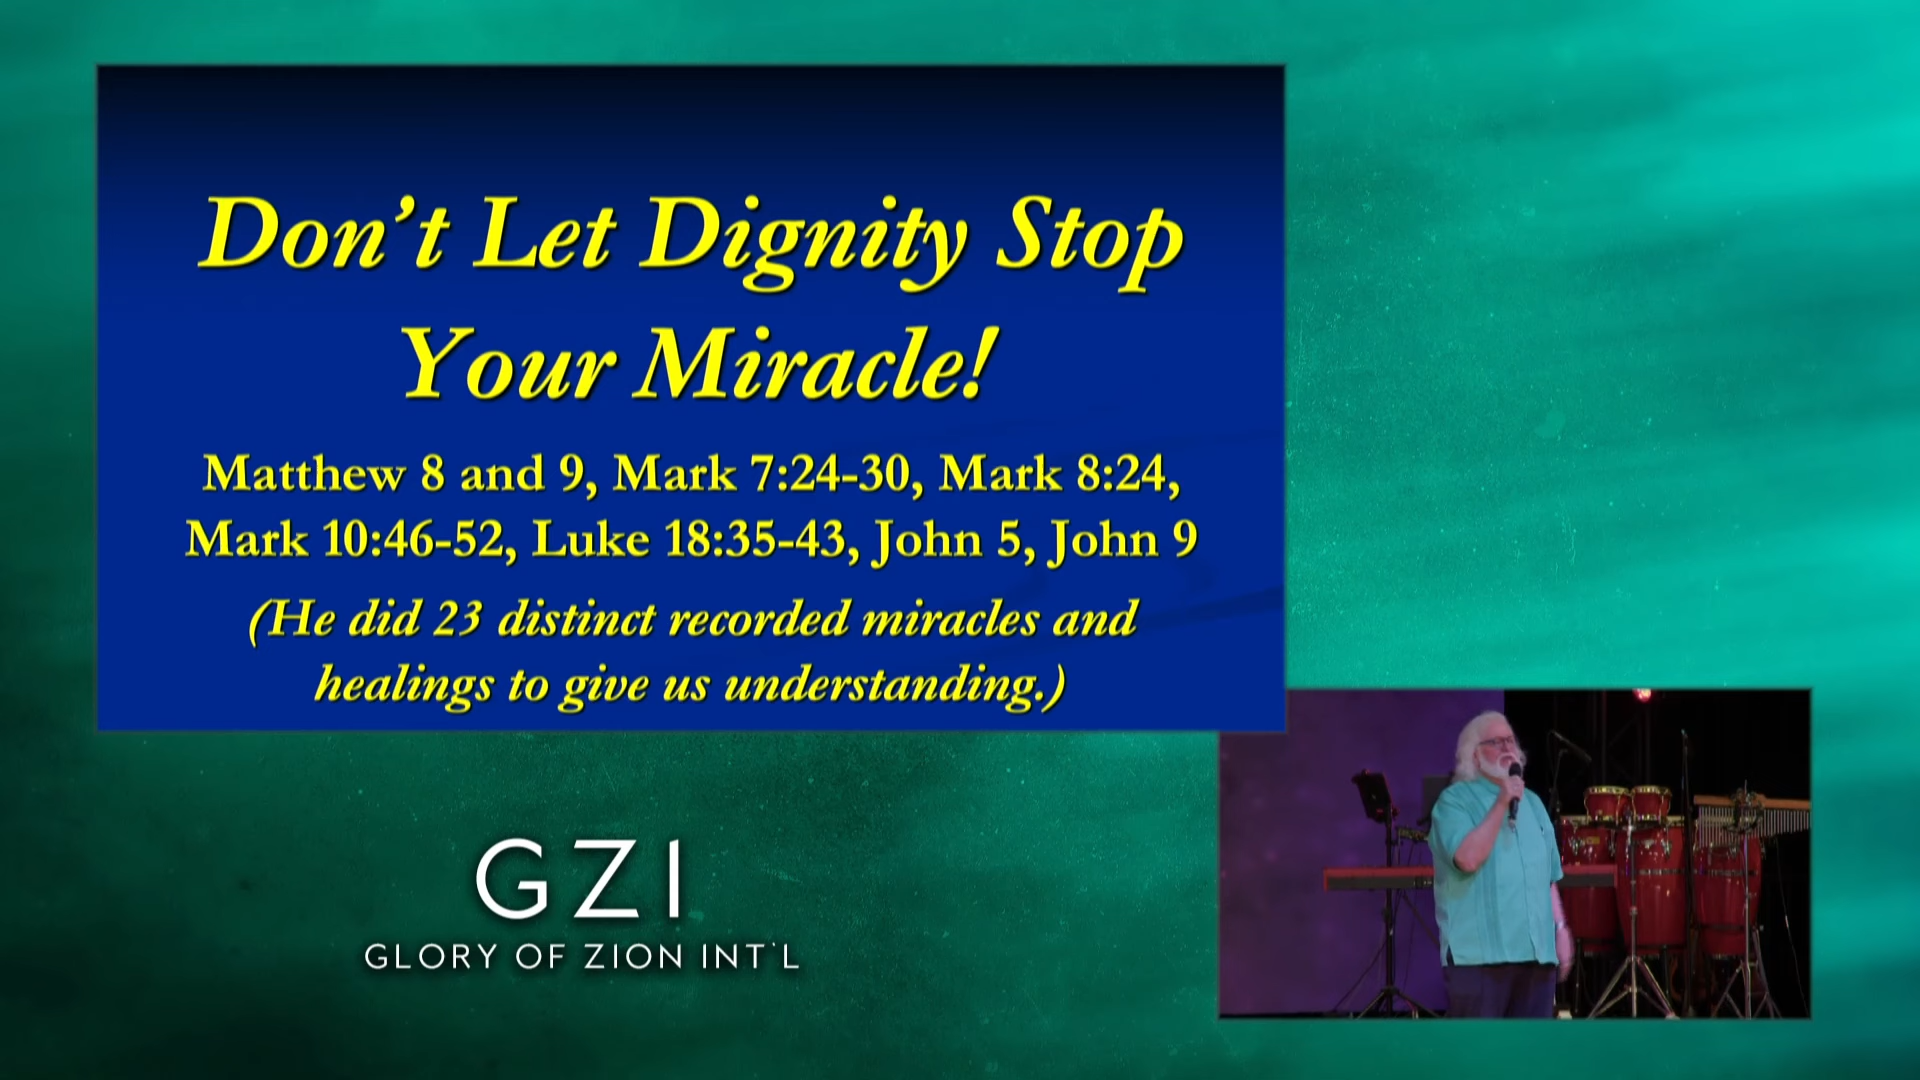 Don’t Let Dignity Stop
Your Miracle!
Matthew 8 and 9, Mark 7:24-30, Mark 8:24,
Mark 10:46-52, Luke 18:35-43, John 5, John 9
(He did 23 distinct recorded miracles and
healings to give us understanding.)
GZI
GLORY OF ZION INT'L